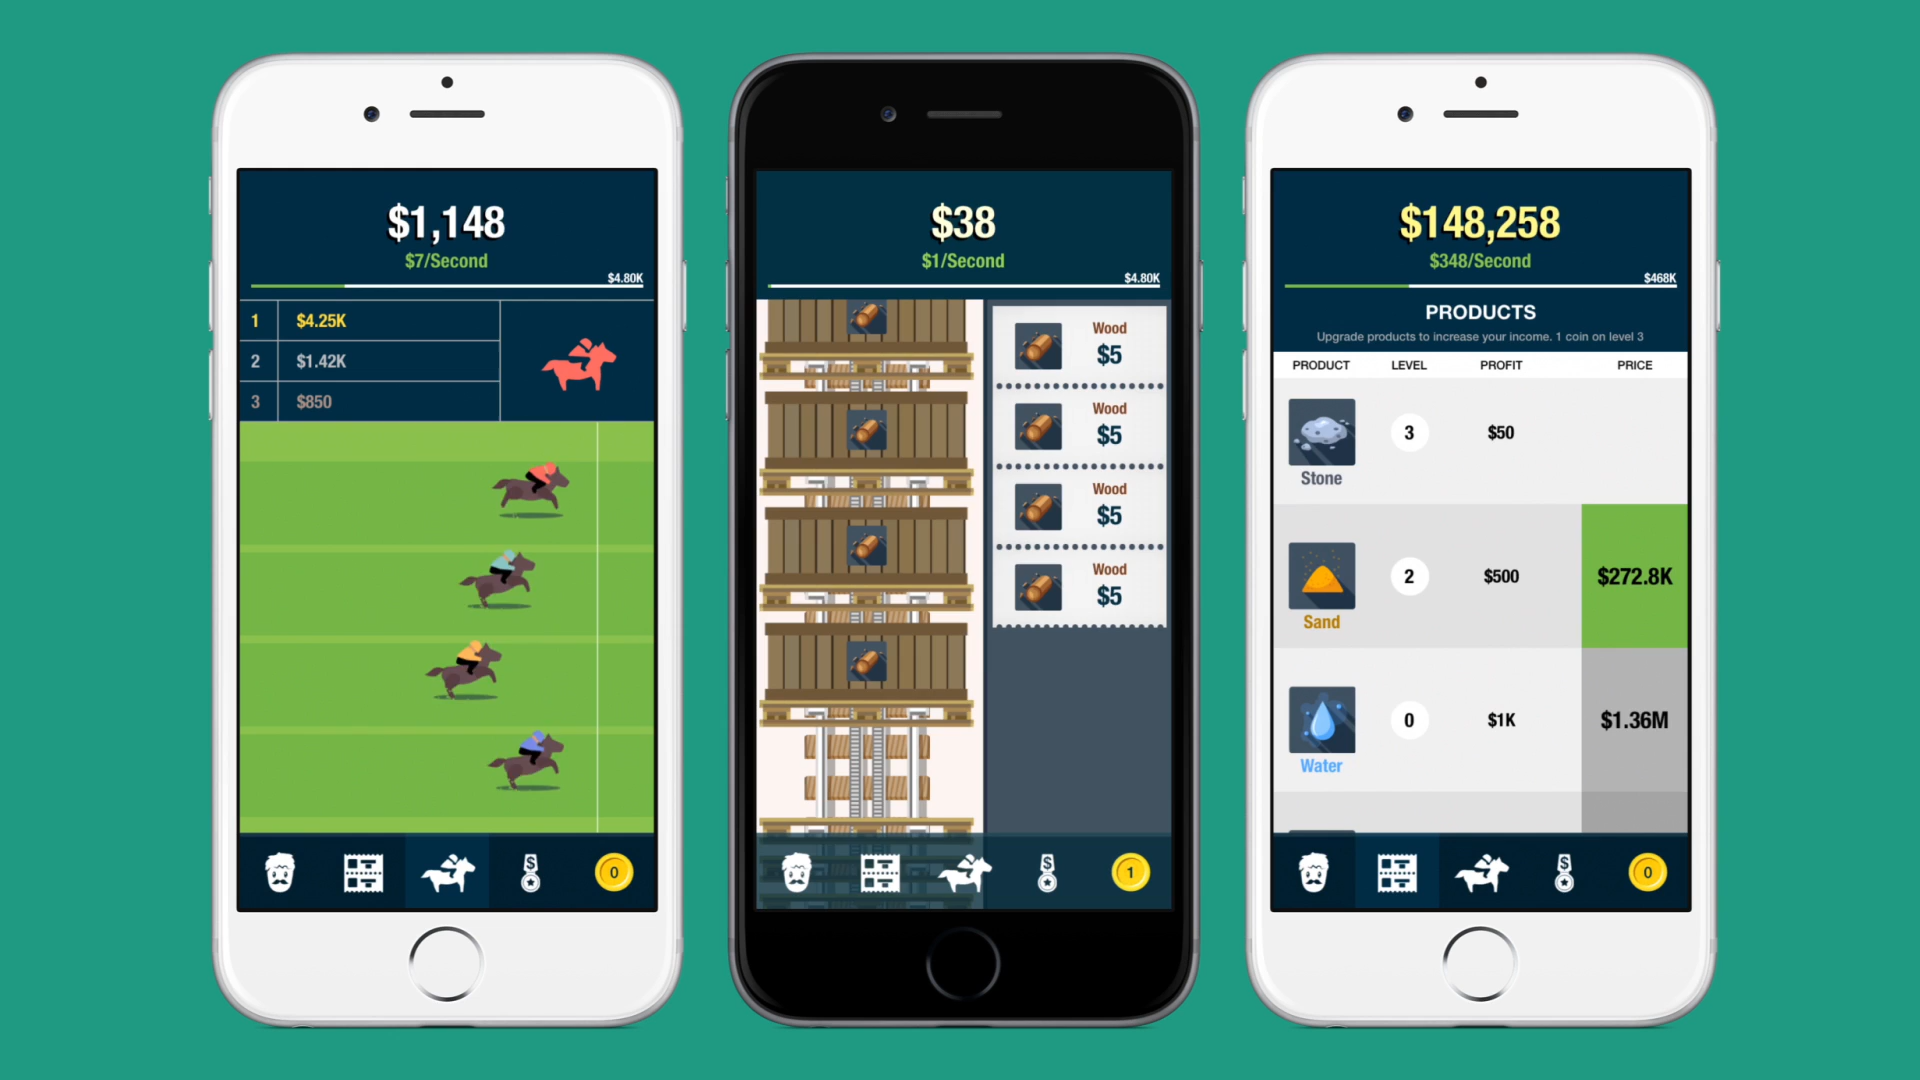 $1,148
$7/Second
$4.80K
1 $4.25K
2 $1.42K
3 $850
$
0
$38
$1/Second
$4.80K
Wood
$5
Wood
$5
Wood
$5
Wood
$5
$
1
$148,258
$348/Second
$468K
PRODUCTS
Upgrade products to increase your income. 1 coin on level 3
PRODUCT LEVEL PROFIT PRICE
3 $50
Stone
2 $500 $272.8K
Sand
0 $1K $1.36M
Water
$
0